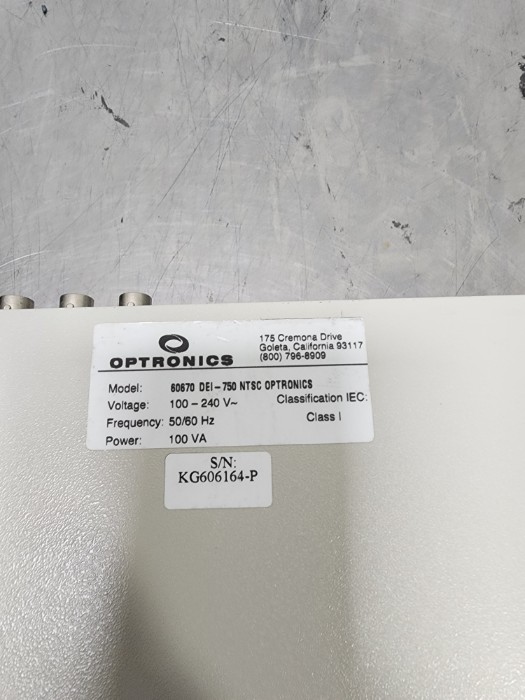 OPTRONICS
175 Cremona Drive
Goleta, California 93117
(800) 796-8909
Model: 60670 DEI-750 NTSC OPTRONICS
Voltage: 100 - 240 V~
Classification IEC:
Frequency: 50/60 Hz
Class I
Power: 100 VA
S/N:
KG606164-P